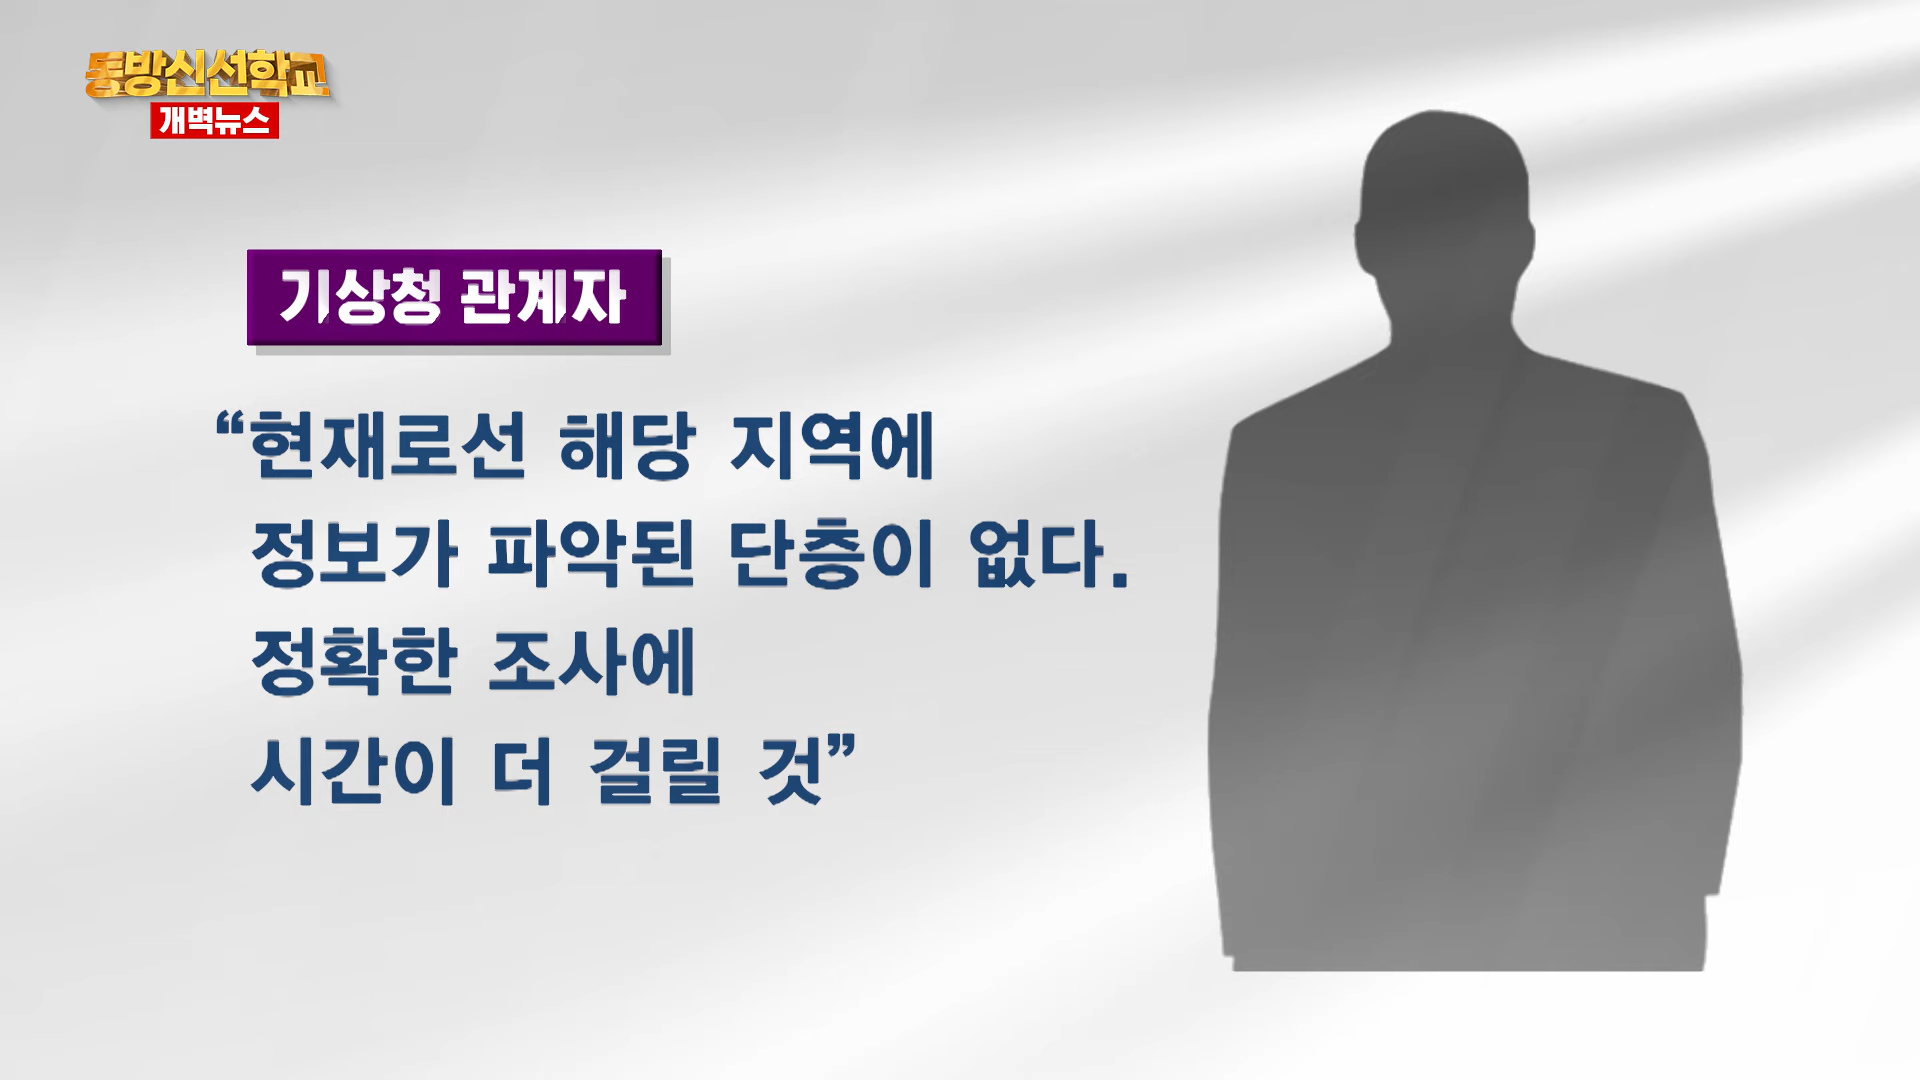 동방신선학교
개벽뉴스
기상청 관계자
“현재로선 해당 지역에
정보가 파악된 단층이 없다.
정확한 조사에
시간이 더 걸릴 것”